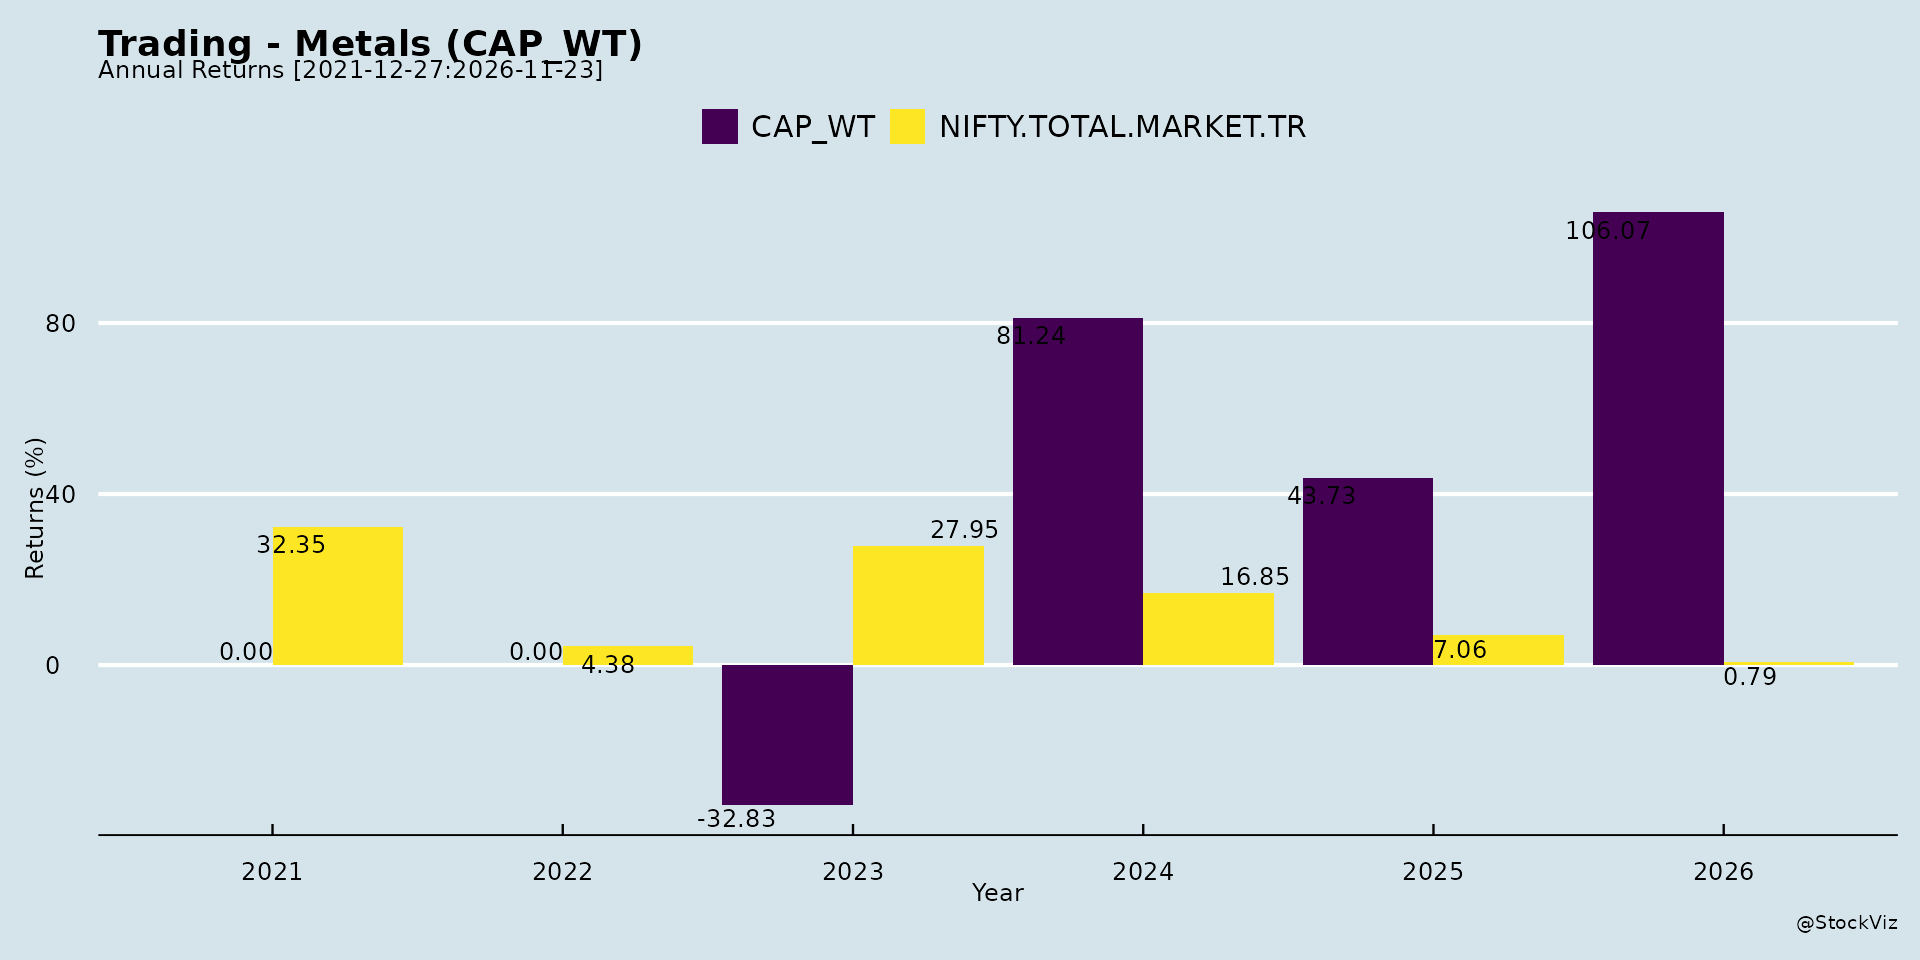 Trading - Metals (CAP_WT)
Annual Returns [2021-12-27:2026-11-23]
CAP_WT NIFTY.TOTAL.MARKET.TR
106.07
81.24
80
43.73
40
27.95
32.35
16.85
0.00
0.00
4.38
7.06
0.79
0
-32.83
Returns (%)
2021 2022 2023 2024 2025 2026
Year
@StockViz